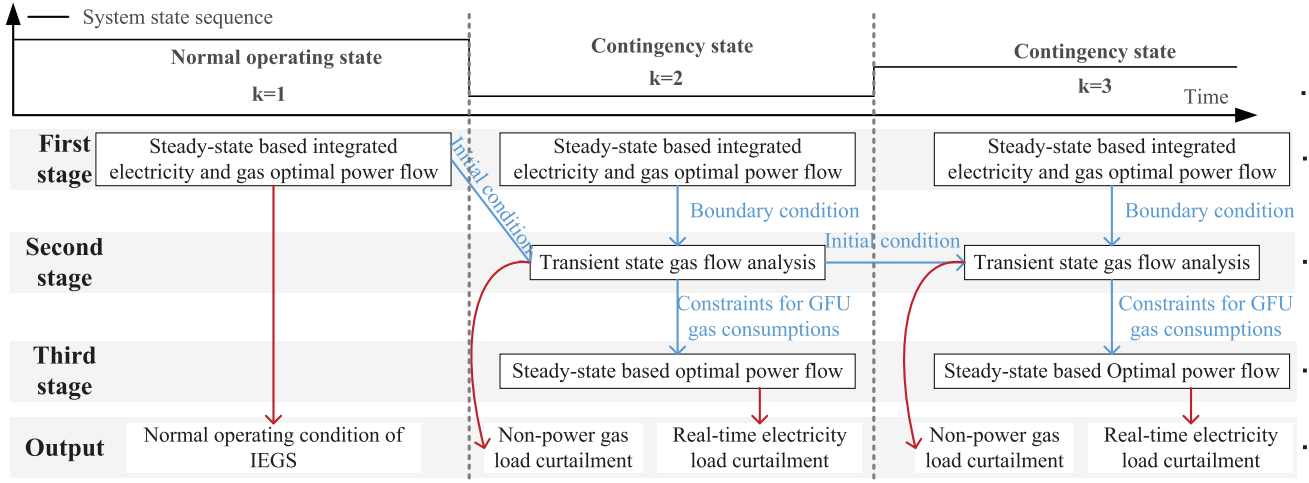 System state sequence
Normal operating state
k=1
Contingency state
k=2
Contingency state
k=3
Time
First
stage
Steady-state based integrated
electricity and gas optimal power flow
Initial condition
Steady-state based integrated
electricity and gas optimal power flow
Steady-state based integrated
electricity and gas optimal power flow
Boundary condition
Boundary condition
Second
stage
Transient state gas flow analysis
Initial condition
Transient state gas flow analysis
Constraints for GFU
gas consumptions
Constraints for GFU
gas consumptions
Third
stage
Steady-state based Optimal power flow
Steady-state based Optimal power flow
Output
Normal operating condition of
IEGS
Non-power gas
load curtailment
Real-time electricity
load curtailment
Non-power gas
load curtailment
Real-time electricity
load curtailment